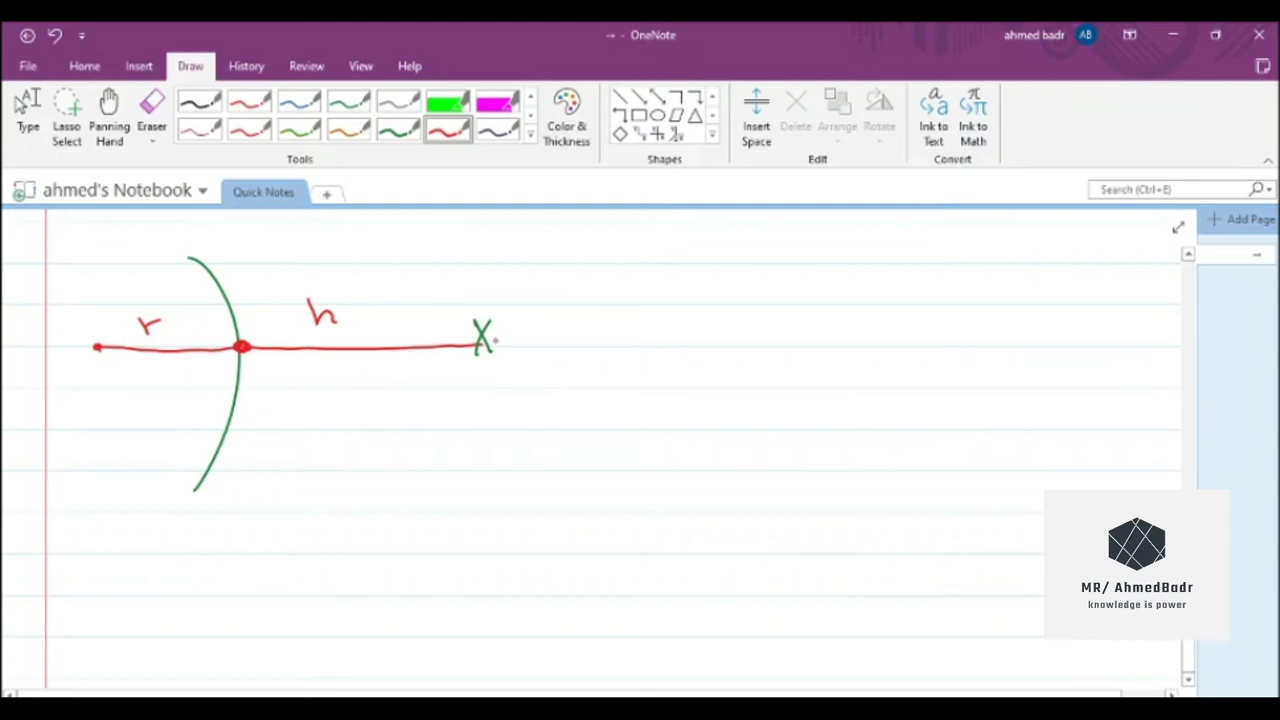 → - OneNote
ahmed badr AB
File Home Insert Draw History Review View Help
Type
Lasso Select
Panning Hand
Eraser
Color & Thickness
Insert Space
Delete
Arrange
Rotate
Ink to Text
Ink to Math
Tools
Shapes
Edit
Convert
ahmed's Notebook
Quick Notes
Search (Ctrl+E)
Add Page
r
h
X
MR/ AhmedBadr
knowledge is power